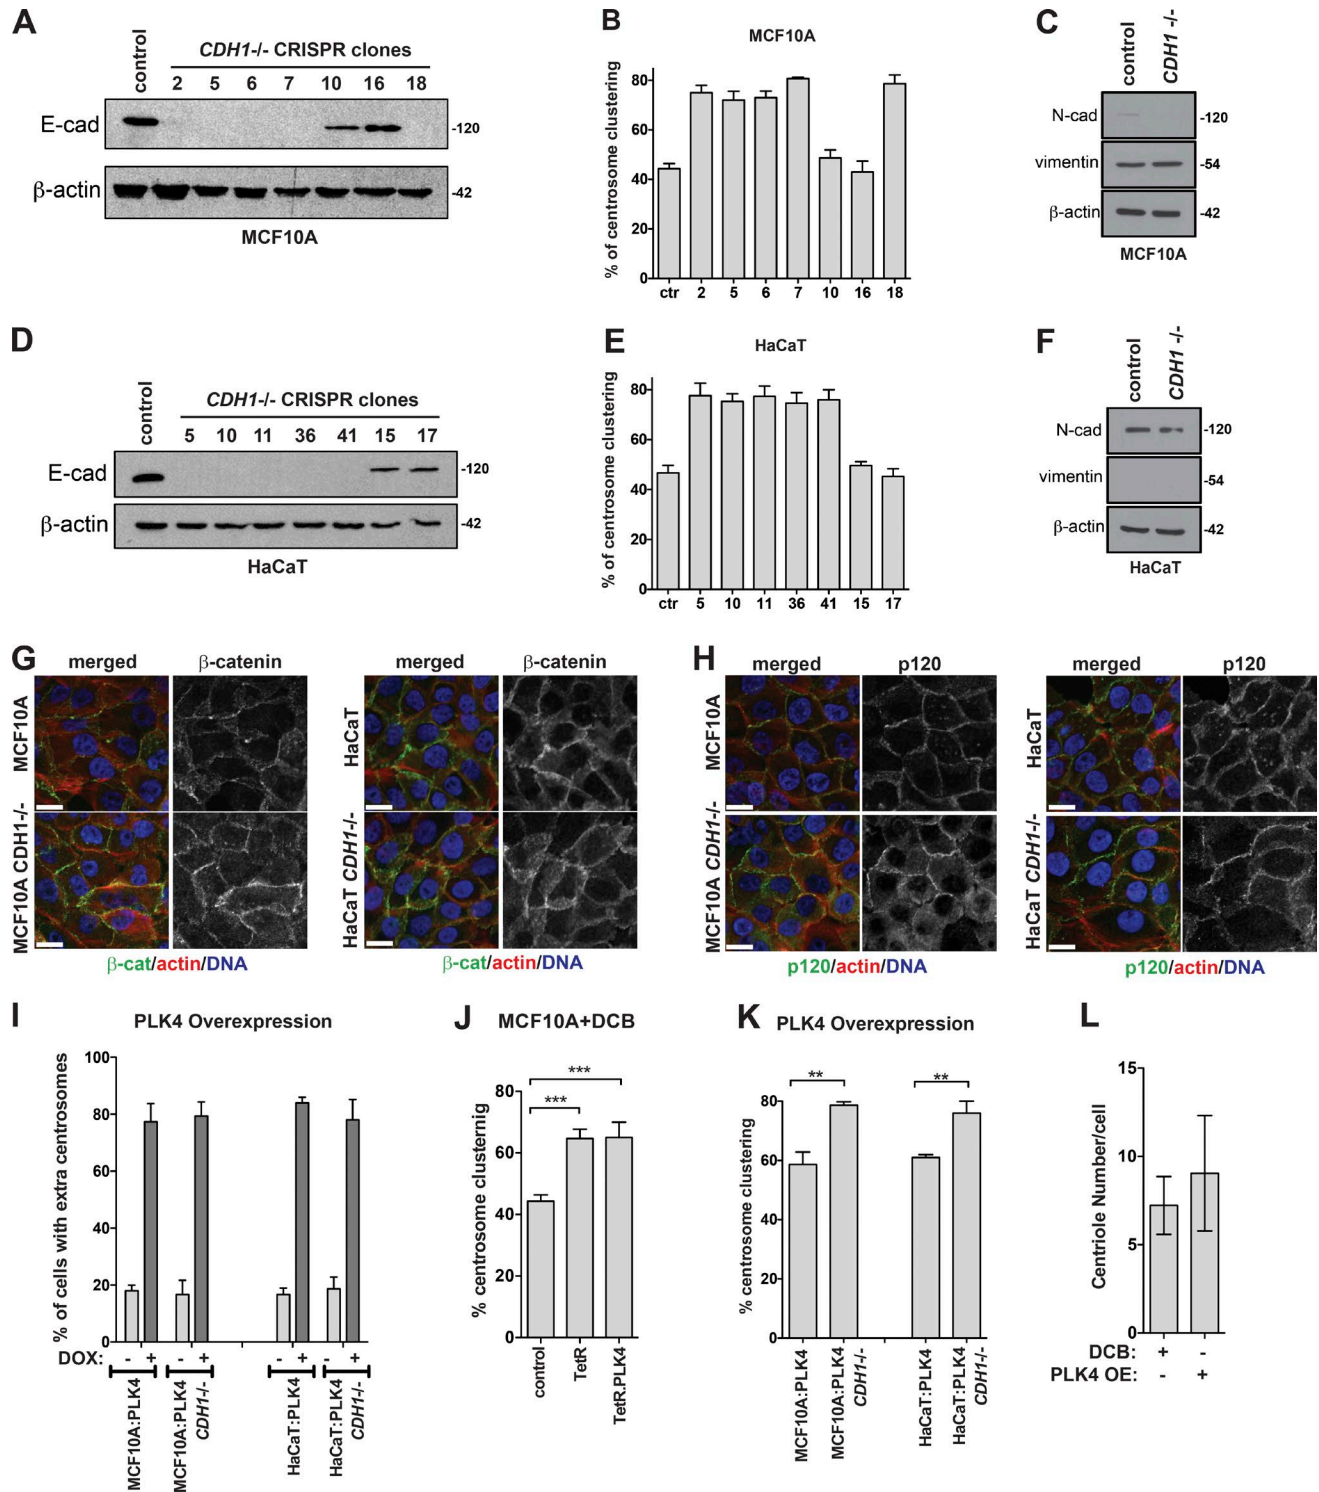 A
control
CDH1-/- CRISPR clones
2 5 6 7 10 16 18
E-cad
-120
β-actin
-42
MCF10A
B
MCF10A
% of centrosome clustering
80
60
40
20
0
ctr 2 5 6 7 10 16 18
C
control
CDH1 -/-
N-cad
-120
vimentin
-54
β-actin
-42
MCF10A
D
control
CDH1-/- CRISPR clones
5 10 11 36 41 15 17
E-cad
-120
β-actin
-42
HaCaT
E
HaCaT
% of centrosome clustering
80
60
40
20
0
ctr 5 10 11 36 41 15 17
F
control
CDH1 -/-
N-cad
-120
vimentin
-54
β-actin
-42
HaCaT
G
merged β-catenin
MCF10A
MCF10A CDH1-/-
β-cat/actin/DNA
merged β-catenin
HaCaT
HaCaT CDH1-/-
β-cat/actin/DNA
H
merged p120
MCF10A
MCF10A CDH1-/-
p120/actin/DNA
merged p120
HaCaT
HaCaT CDH1-/-
p120/actin/DNA
I
PLK4 Overexpression
% of cells with extra centrosomes
100
80
60
40
20
0
DOX: - + - + - + - +
MCF10A:PLK4
MCF10A:PLK4
CDH1-/-
HaCaT:PLK4
HaCaT:PLK4
CDH1-/-
J
MCF10A+DCB
% centrosome clusternig
80
60
40
20
0
***
***
control
TetR
TetR.PLK4
K
PLK4 Overexpression
% centrosome clustering
80
60
40
20
0
** **
MCF10A:PLK4
MCF10A:PLK4
CDH1-/-
HaCaT:PLK4
HaCaT:PLK4
CDH1-/-
L
Centriole Number/cell
15
10
5
0
DCB: + -
PLK4 OE: - +